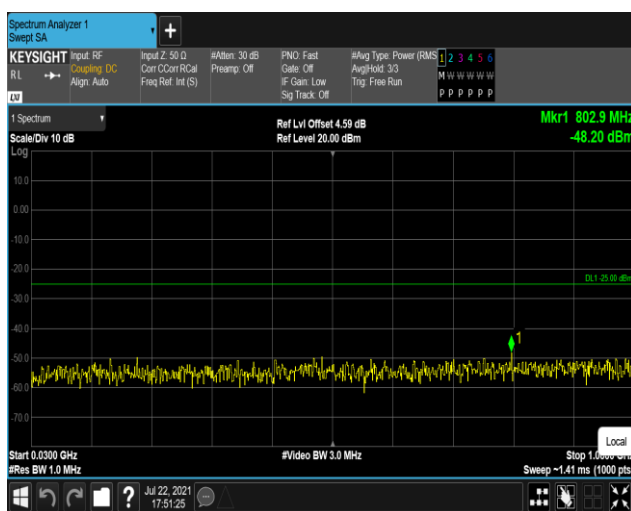 Spectrum Analyzer 1
Swept SA
KEYSIGHT
RL
LXI
Input: RF
Coupling: DC
Align: Auto
Input Z: 50 Ω
Corr CCorr RCal
Freq Ref: Int (S)
#Atten: 30 dB
Preamp: Off
PNO: Fast
Gate: Off
IF Gain: Low
Sig Track: Off
#Avg Type: Power (RMS
Avg|Hold: 3/3
Trig: Free Run
1 2 3 4 5 6
M W W W W W
P P P P P P
1 Spectrum
Scale/Div 10 dB
Log
Ref Lvl Offset 4.59 dB
Ref Level 20.00 dBm
Mkr1 802.9 MHz
-48.20 dBm
10.0
0.00
-10.0
-20.0
DL1 -25.00 dBm
-30.0
-40.0
1
-50.0
-60.0
-70.0
Local
Start 0.0300 GHz
#Res BW 1.0 MHz
#Video BW 3.0 MHz
Stop
Sweep ~1.41 ms (1000 pts
Jul 22, 2021
17:51:25